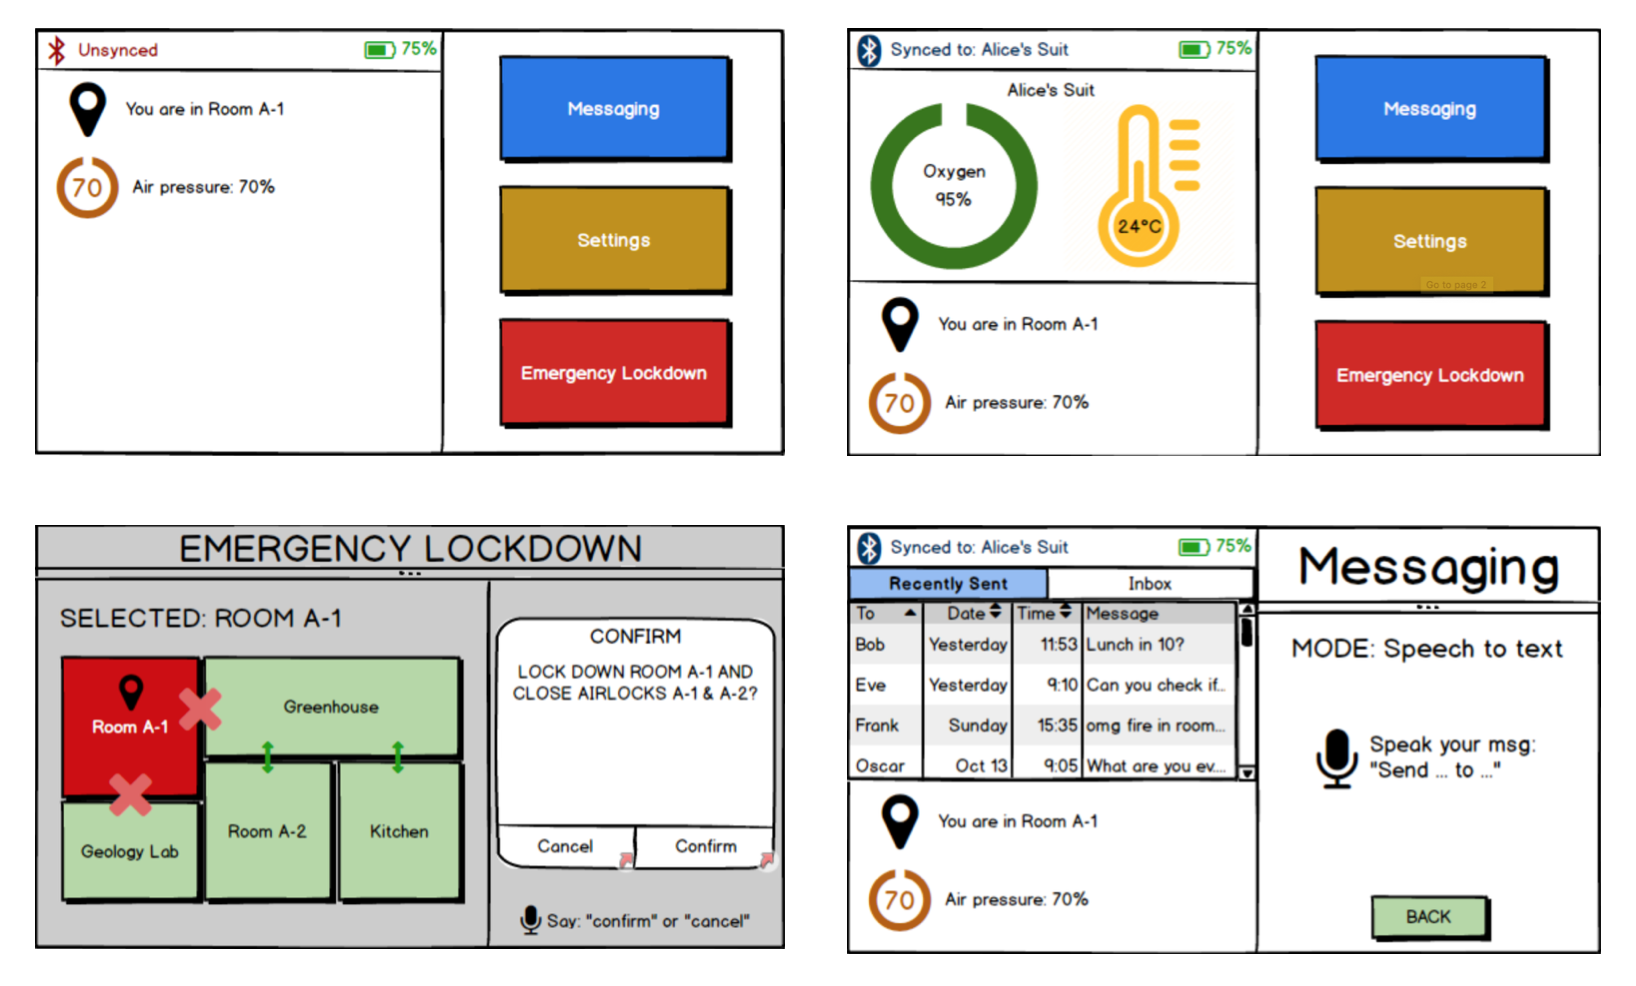 Unsynced
75%
You are in Room A-1
70
Air pressure: 70%
Messaging
Settings
Emergency Lockdown
Synced to: Alice's Suit
75%
Alice's Suit
Oxygen
95%
24°C
You are in Room A-1
70
Air pressure: 70%
Messaging
Settings
Go to page 2
Emergency Lockdown
EMERGENCY LOCKDOWN
SELECTED: ROOM A-1
Room A-1
Greenhouse
Geology Lab
Room A-2
Kitchen
CONFIRM
LOCK DOWN ROOM A-1 AND
CLOSE AIRLOCKS A-1 & A-2?
Cancel
Confirm
Say: "confirm" or "cancel"
Synced to: Alice's Suit
75%
Recently Sent
Inbox
To Date Time Message
Bob Yesterday 11:53 Lunch in 10?
Eve Yesterday 9:10 Can you check if...
Frank Sunday 15:35 omg fire in room...
Oscar Oct 13 9:05 What are you ev....
You are in Room A-1
70
Air pressure: 70%
Messaging
MODE: Speech to text
Speak your msg:
"Send ... to ..."
BACK